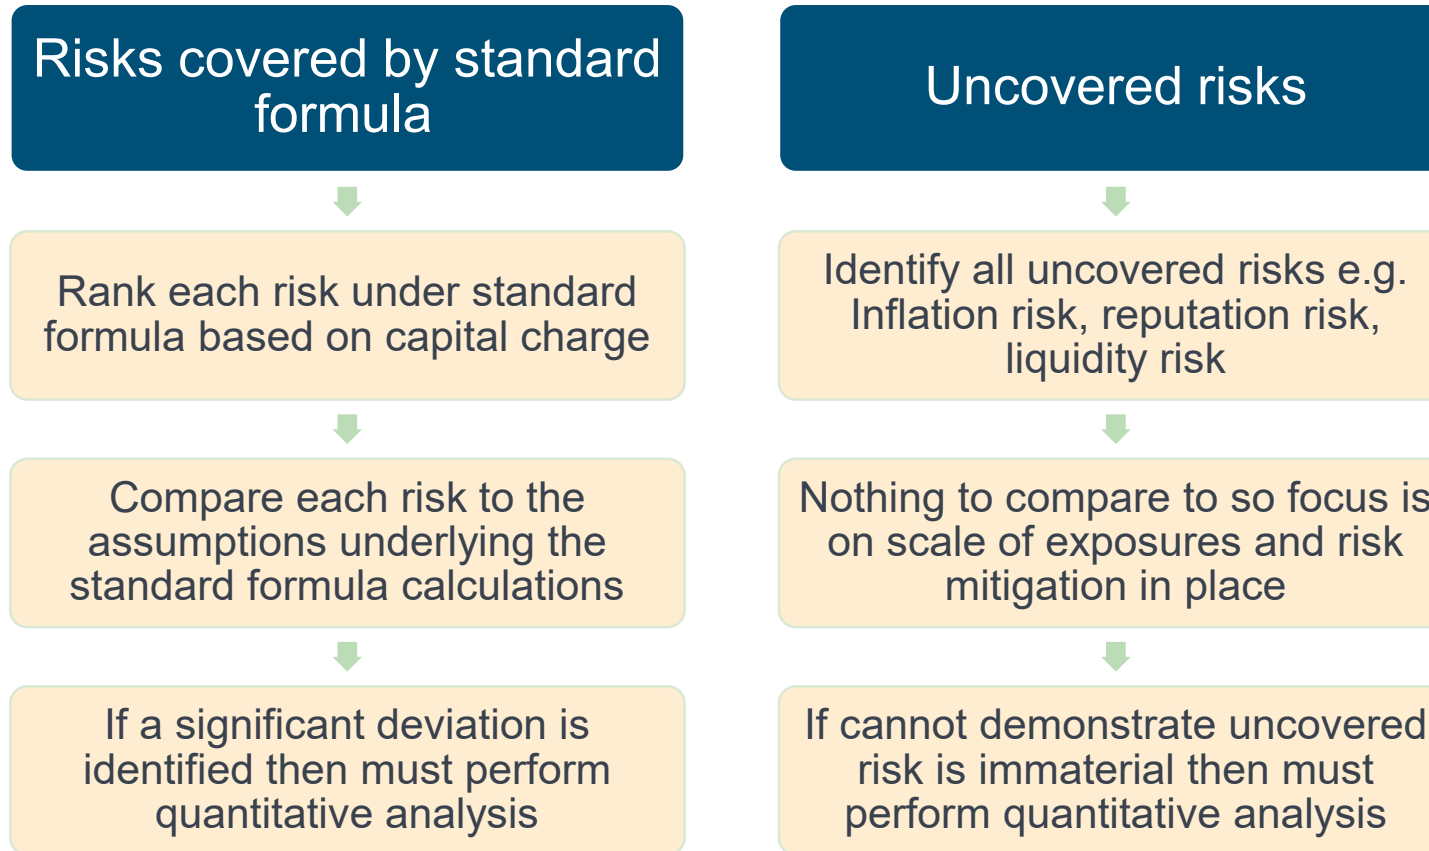 Risks covered by standard
formula
Rank each risk under standard
formula based on capital charge
Compare each risk to the
assumptions underlying the
standard formula calculations
If a significant deviation is
identified then must perform
quantitative analysis
Uncovered risks
Identify all uncovered risks e.g.
Inflation risk, reputation risk,
liquidity risk
Nothing to compare to so focus is
on scale of exposures and risk
mitigation in place
If cannot demonstrate uncovered
risk is immaterial then must
perform quantitative analysis